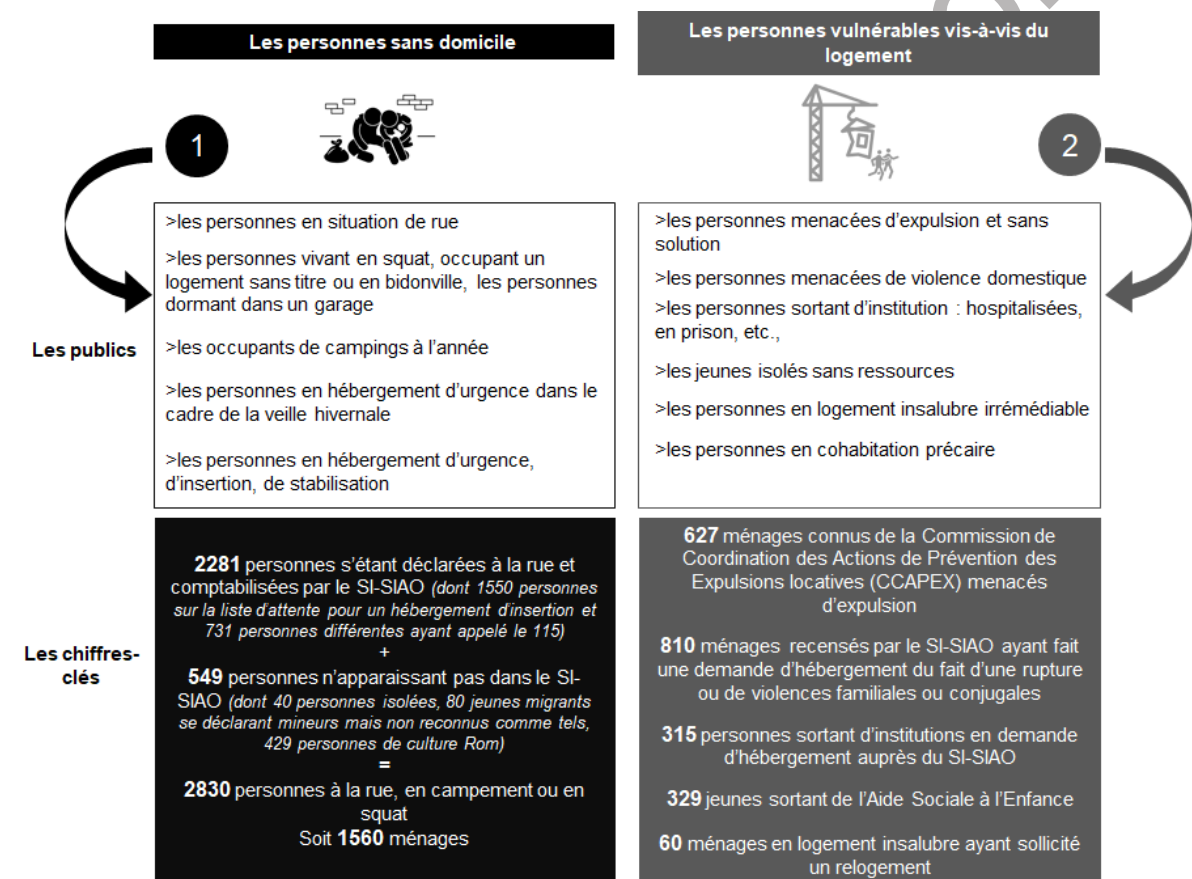 Les personnes sans domicile
Les personnes vulnérables vis-à-vis du
logement
1
2
Les publics
>les personnes en situation de rue
>les personnes vivant en squat, occupant un
logement sans titre ou en bidonville, les personnes
dormant dans un garage
>les occupants de campings à l'année
>les personnes en hébergement d'urgence dans le
cadre de la veille hivernale
>les personnes en hébergement d'urgence,
d'insertion, de stabilisation
>les personnes menacées d'expulsion et sans
solution
>les personnes menacées de violence domestique
>les personnes sortant d'institution : hospitalisées,
en prison, etc.,
>les jeunes isolés sans ressources
>les personnes en logement insalubre irrémédiable
>les personnes en cohabitation précaire
Les chiffres-
clés
2281 personnes s'étant déclarées à la rue et
comptabilisées par le SI-SIAO (dont 1550 personnes
sur la liste d'attente pour un hébergement d'insertion et
731 personnes différentes ayant appelé le 115)
+
549 personnes n'apparaissant pas dans le SI-
SIAO (dont 40 personnes isolées, 80 jeunes migrants
se déclarant mineurs mais non reconnus comme tels,
429 personnes de culture Rom)
=
2830 personnes à la rue, en campement ou en
squat
Soit 1560 ménages
627 ménages connus de la Commission de
Coordination des Actions de Prévention des
Expulsions locatives (CCAPEX) menacés
d'expulsion
810 ménages recensés par le SI-SIAO ayant fait
une demande d'hébergement du fait d'une rupture
ou de violences familiales ou conjugales
315 personnes sortant d'institutions en demande
d'hébergement auprès du SI-SIAO
329 jeunes sortant de l'Aide Sociale à l'Enfance
60 ménages en logement insalubre ayant sollicité
un relogement